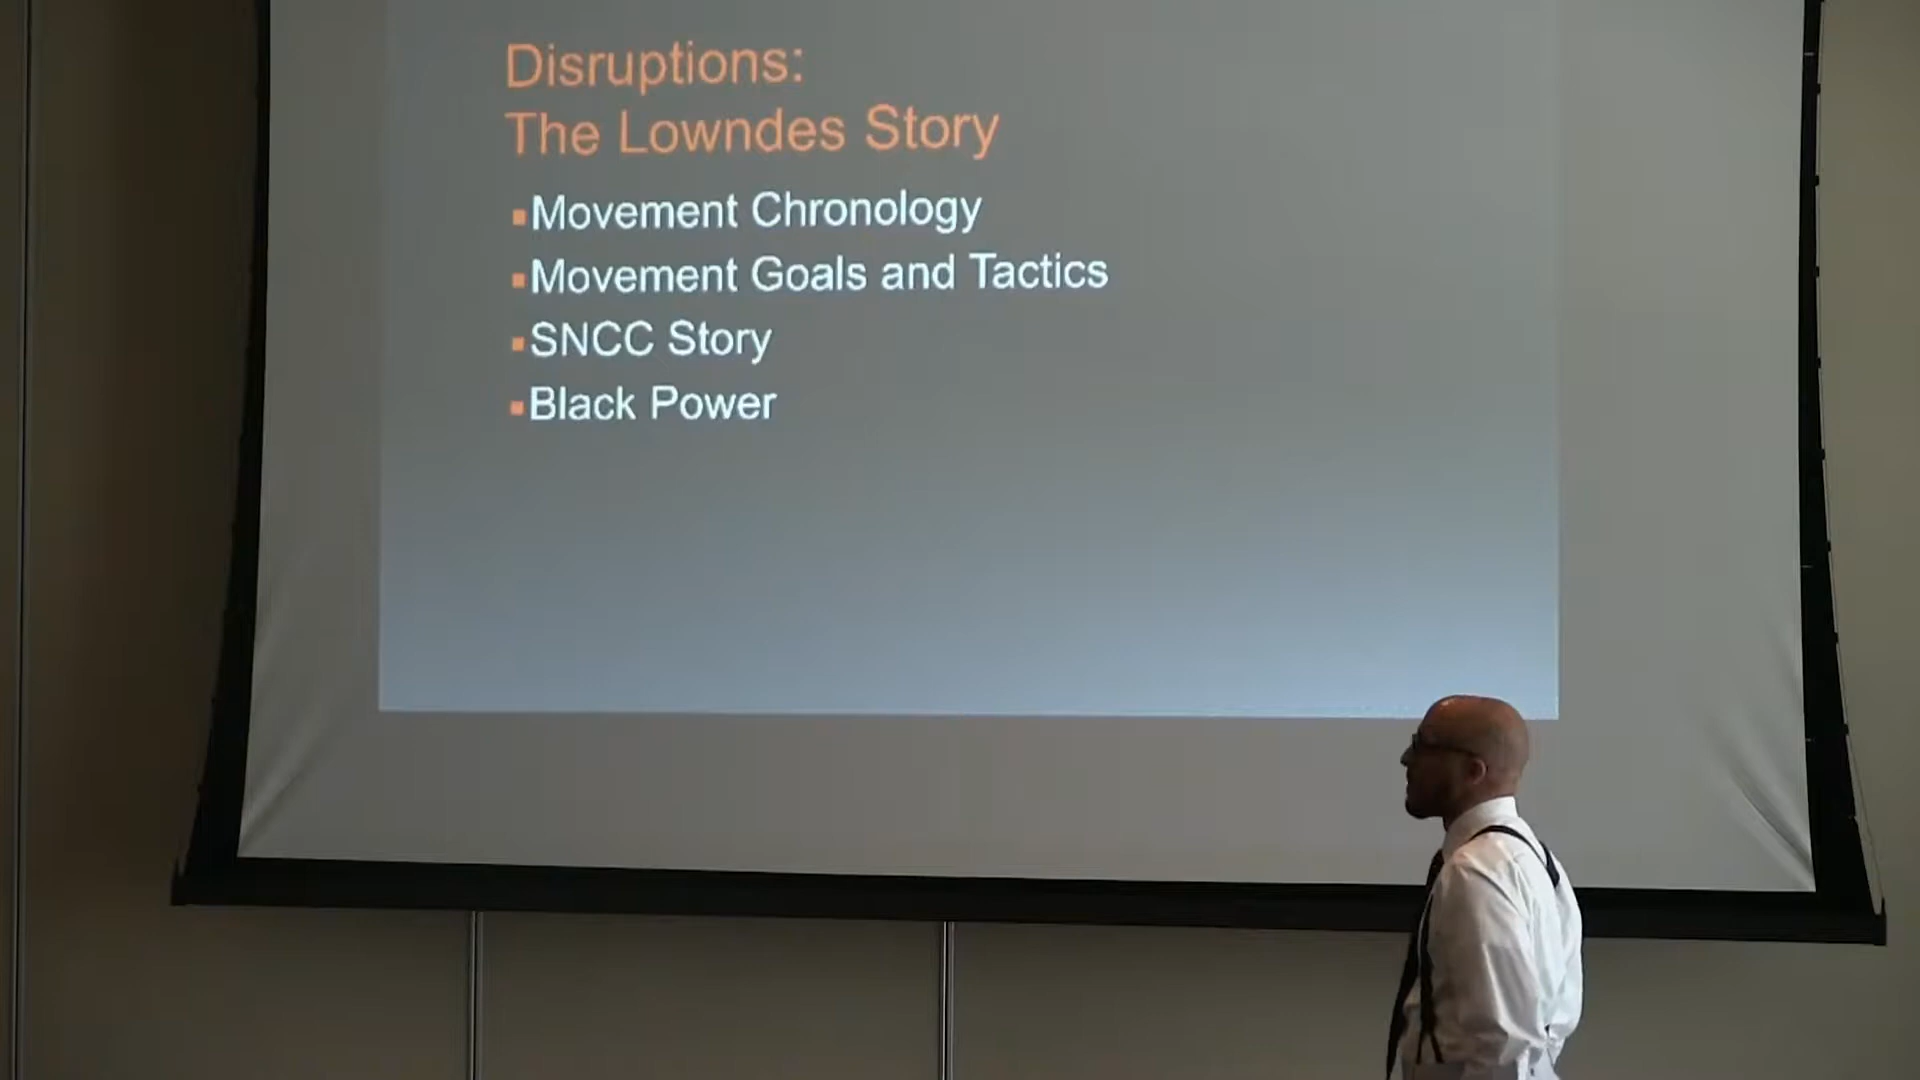 Disruptions:
The Lowndes Story
▪Movement Chronology
▪Movement Goals and Tactics
▪SNCC Story
▪Black Power